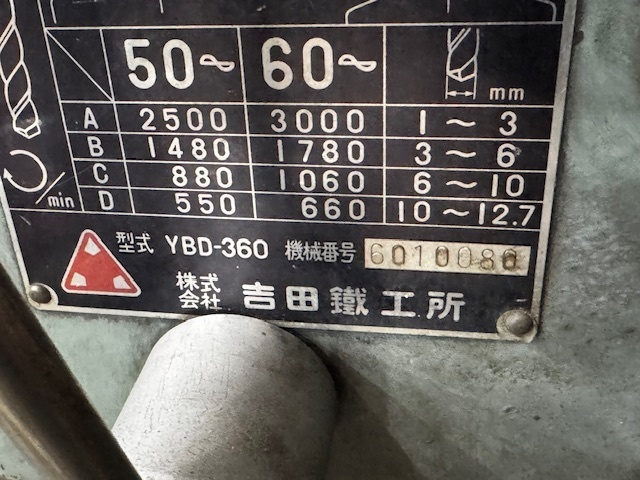 50~ 60~ mm
A 2500 3000 1~3
B 1480 1780 3~6
C 880 1060 6~10
D 550 660 10~12.7
/min
型式 YBD-360 機械番号 6010086
株式会社 吉田鐵工所